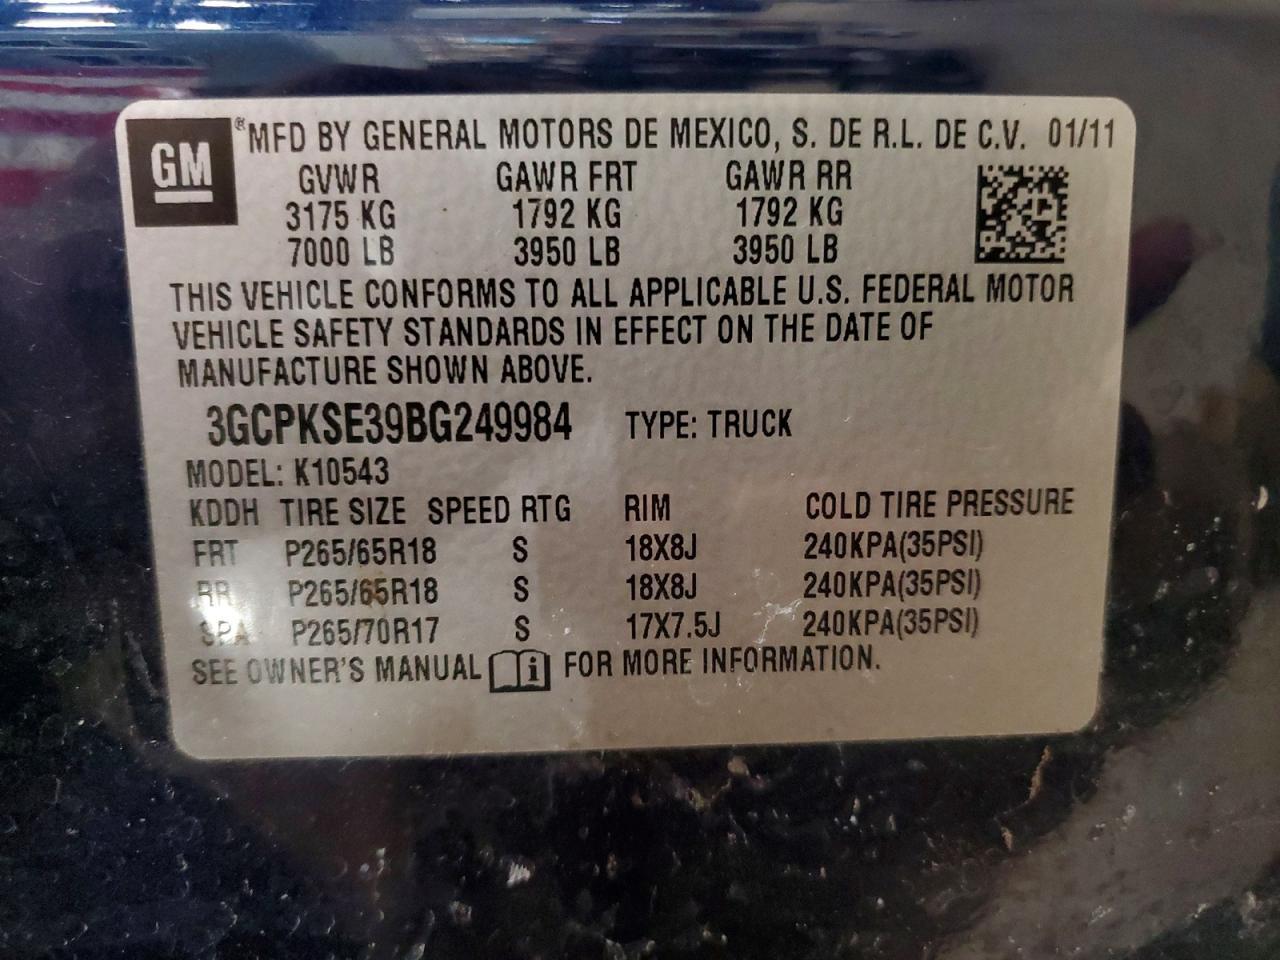 GM ® MFD BY GENERAL MOTORS DE MEXICO, S. DE R.L. DE C.V. 01/11
GVWR GAWR FRT GAWR RR
3175 KG 1792 KG 1792 KG
7000 LB 3950 LB 3950 LB
THIS VEHICLE CONFORMS TO ALL APPLICABLE U.S. FEDERAL MOTOR
VEHICLE SAFETY STANDARDS IN EFFECT ON THE DATE OF
MANUFACTURE SHOWN ABOVE.
3GCPKSE39BG249984 TYPE: TRUCK
MODEL: K10543
KDDH TIRE SIZE SPEED RTG RIM COLD TIRE PRESSURE
FRT P265/65R18 S 18X8J 240KPA(35PSI)
RR P265/65R18 S 18X8J 240KPA(35PSI)
SPA P265/70R17 S 17X7.5J 240KPA(35PSI)
SEE OWNER'S MANUAL i FOR MORE INFORMATION.